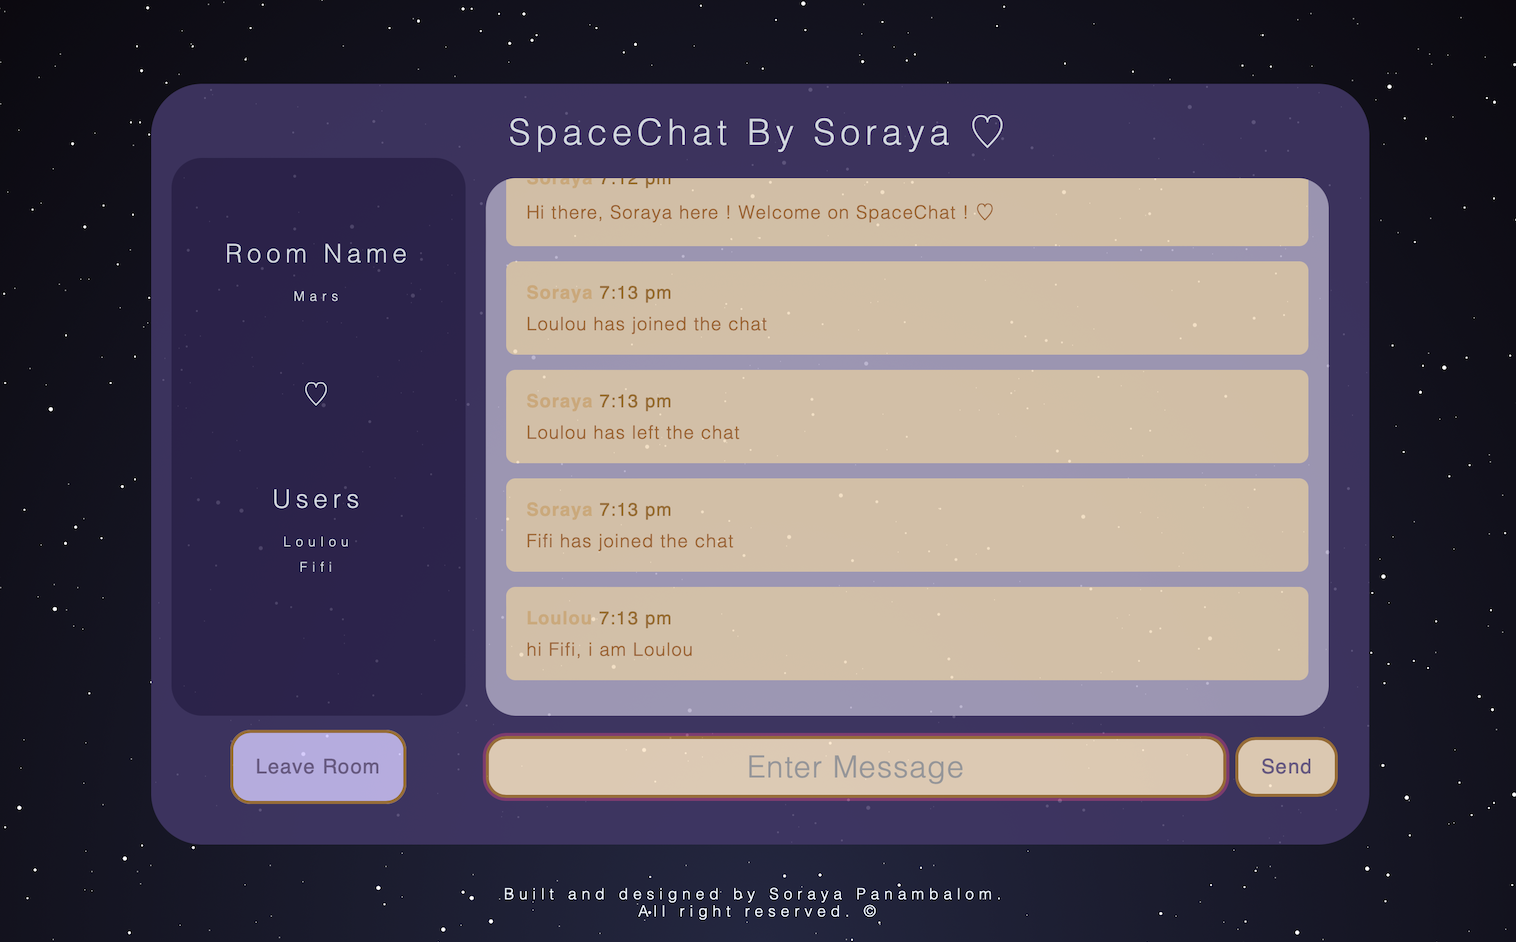 SpaceChat By Soraya ♡
Room Name
Mars
♡
Users
Loulou
Fifi
Soraya 7:12 pm
Hi there, Soraya here ! Welcome on SpaceChat ! ♡
Soraya 7:13 pm
Loulou has joined the chat
Soraya 7:13 pm
Loulou has left the chat
Soraya 7:13 pm
Fifi has joined the chat
Loulou 7:13 pm
hi Fifi, i am Loulou
Leave Room
Enter Message
Send
Built and designed by Soraya Panambalom.
All right reserved. ©